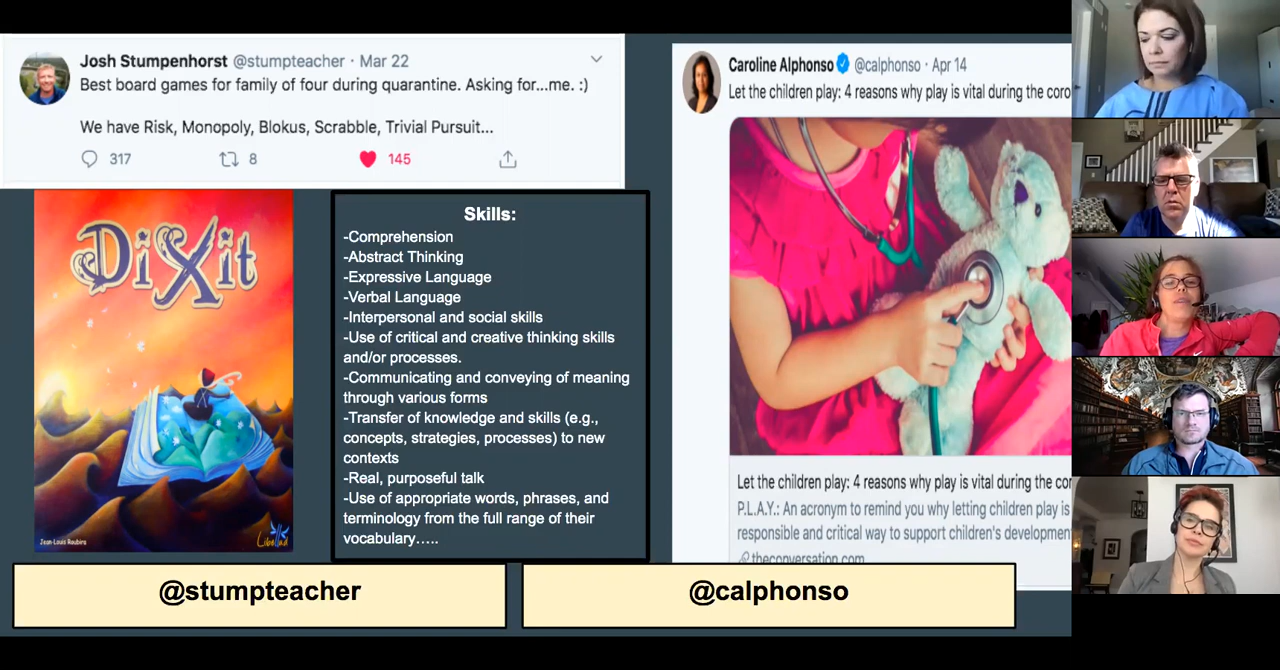 Josh Stumpenhorst @stumpteacher · Mar 22
Best board games for family of four during quarantine. Asking for...me. :)
We have Risk, Monopoly, Blokus, Scrabble, Trivial Pursuit...
317 8 145
DiXit
Jean-Louis Roubira
Libellud
Skills:
-Comprehension
-Abstract Thinking
-Expressive Language
-Verbal Language
-Interpersonal and social skills
-Use of critical and creative thinking skills
and/or processes.
-Communicating and conveying of meaning
through various forms
-Transfer of knowledge and skills (e.g.,
concepts, strategies, processes) to new
contexts
-Real, purposeful talk
-Use of appropriate words, phrases, and
terminology from the full range of their
vocabulary…..
Caroline Alphonso @calphonso · Apr 14
Let the children play: 4 reasons why play is vital during the coro
Let the children play: 4 reasons why play is vital during the cor
P.L.A.Y.: An acronym to remind you why letting children play is
responsible and critical way to support children's developmen
theconversation.com
@stumpteacher
@calphonso